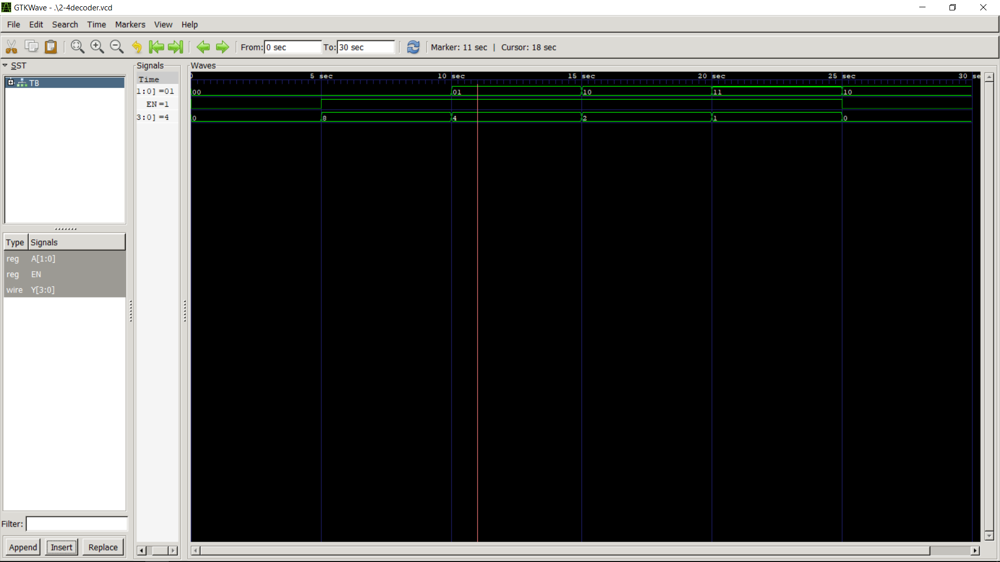 GTKWave - .\2-4decoder.vcd
File Edit Search Time Markers View Help
From: 0 sec To: 30 sec Marker: 11 sec | Cursor: 18 sec
SST
TB
Type Signals
reg A[1:0]
reg EN
wire Y[3:0]
Filter:
Append Insert Replace
Signals
Time
1:0] =01
EN =1
3:0] =4
Waves
0 5 sec 10 sec 15 sec 20 sec 25 sec 30 se
00 01 10 11 10
0 8 4 2 1 0